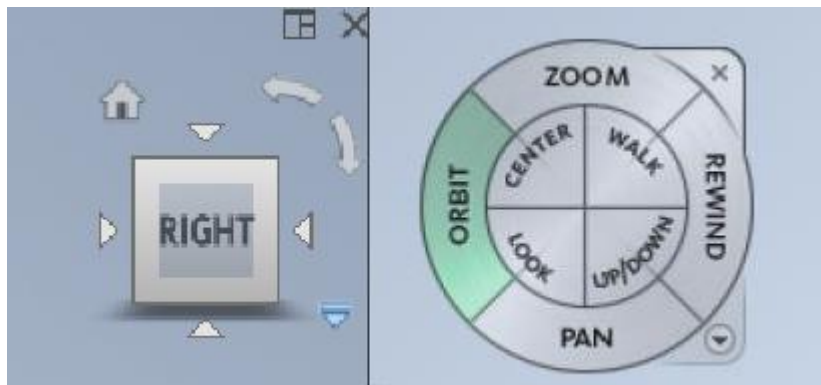 RIGHT
ZOOM
ORBIT
REWIND
PAN
CENTER
WALK
LOOK
UP/DOWN